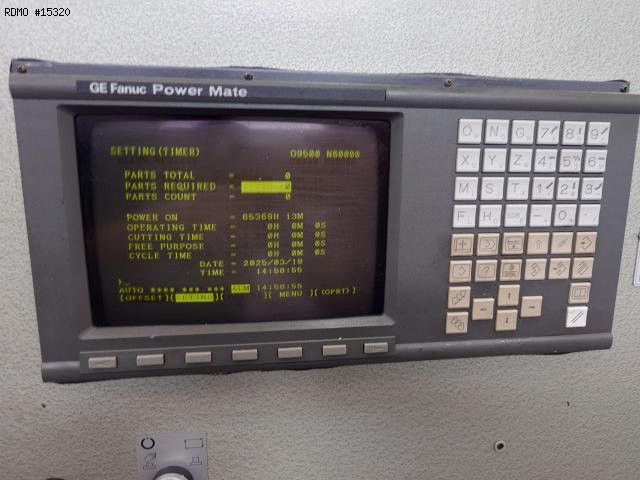 RDMO #15320
GE Fanuc Power Mate
SETTING(TIMER) O9500 N00000
PARTS TOTAL = 0
PARTS REQUIRED = 0
PARTS COUNT = 0
POWER ON = 65369H 13M
OPERATING TIME = 0H 0M 0S
CUTTING TIME = 0H 0M 0S
FREE PURPOSE = 0H 0M 0S
CYCLE TIME = 0H 0M 0S
DATE = 2025/03/19
TIME = 14:58:55
>_
AUTO **** *** *** ALM 14:58:55
[OFFSET][SETTING][ ][ MENU ][(OPRT)]
O N G 7 8 9
X Y Z 4 5 6
M S T 1 2 3
F H EOB - 0 .